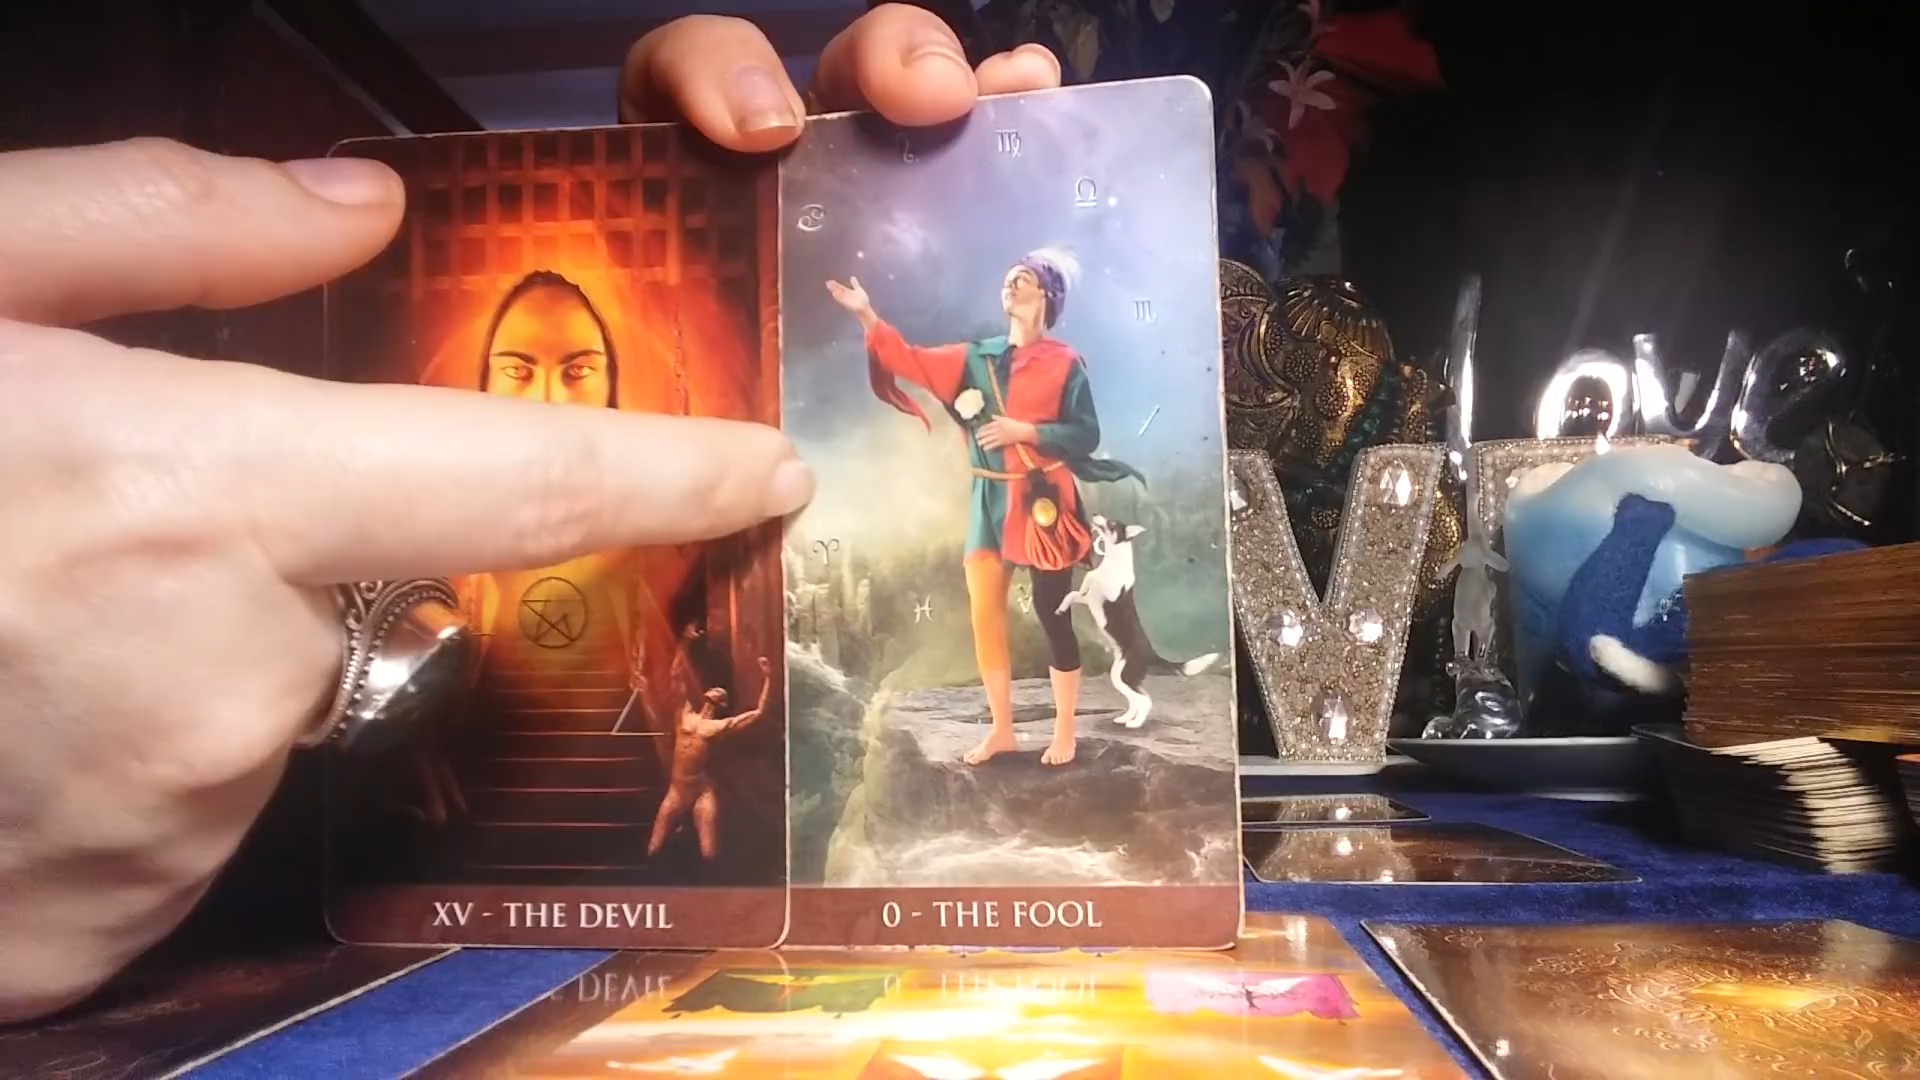 Love
V
XV - THE DEVIL
0 - THE FOOL